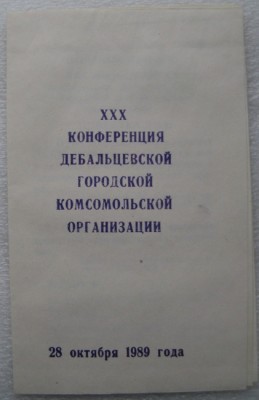 XXX
КОНФЕРЕНЦИЯ
ДЕБАЛЬЦЕВСКОЙ
ГОРОДСКОЙ
КОМСОМОЛЬСКОЙ
ОРГАНИЗАЦИИ
28 октября 1989 года